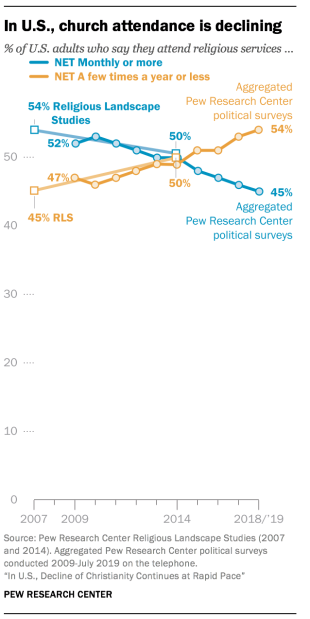 In U.S., church attendance is declining
% of U.S. adults who say they attend religious services ...
NET Monthly or more
NET A few times a year or less
Aggregated
Pew Research Center
political surveys
54% Religious Landscape
Studies
52%
50%
54%
50
47%
50%
45%
45% RLS
Aggregated
Pew Research Center
political surveys
40
30
20
10
0
2007
2009
2014
2018/'19
Source: Pew Research Center Religious Landscape Studies (2007
and 2014). Aggregated Pew Research Center political surveys
conducted 2009-July 2019 on the telephone.
“In U.S., Decline of Christianity Continues at Rapid Pace”
PEW RESEARCH CENTER